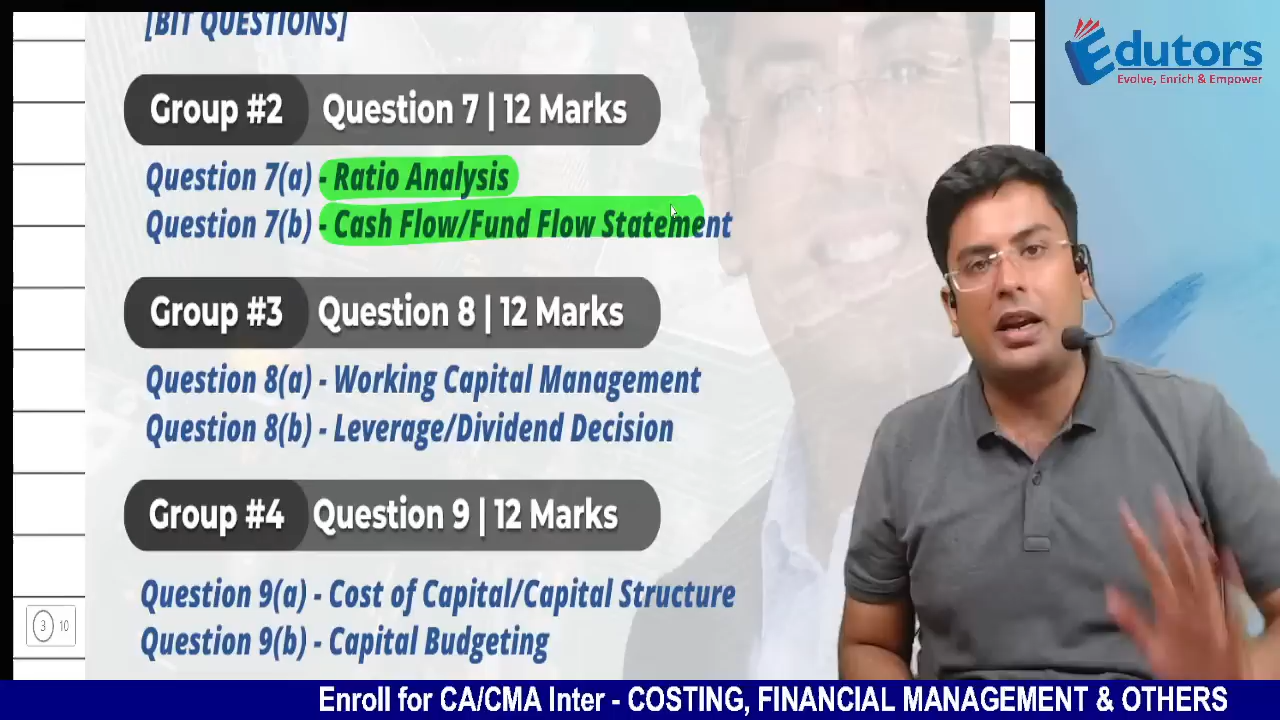 [BIT QUESTIONS]
Edutors
Evolve, Enrich & Empower
Group #2 Question 7 | 12 Marks
Question 7(a) - Ratio Analysis
Question 7(b) - Cash Flow/Fund Flow Statement
Group #3 Question 8 | 12 Marks
Question 8(a) - Working Capital Management
Question 8(b) - Leverage/Dividend Decision
Group #4 Question 9 | 12 Marks
Question 9(a) - Cost of Capital/Capital Structure
3 10
Question 9(b) - Capital Budgeting
Enroll for CA/CMA Inter - COSTING, FINANCIAL MANAGEMENT & OTHERS